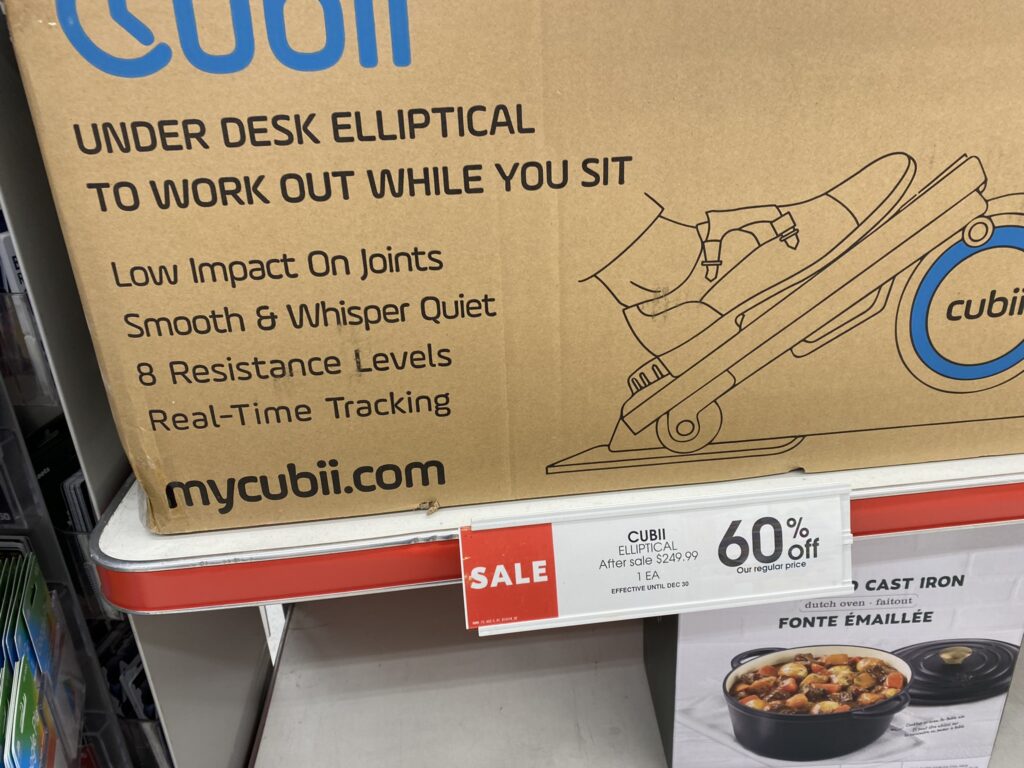 cubii
UNDER DESK ELLIPTICAL
TO WORK OUT WHILE YOU SIT
Low Impact On Joints
Smooth & Whisper Quiet
8 Resistance Levels
Real-Time Tracking
mycubii.com
cubii
SALE
CUBII
ELLIPTICAL
After sale $249.99
1 EA
EFFECTIVE UNTIL DEC 30
60% off
Our regular price
CAST IRON
dutch oven · faitout
FONTE ÉMAILLÉE